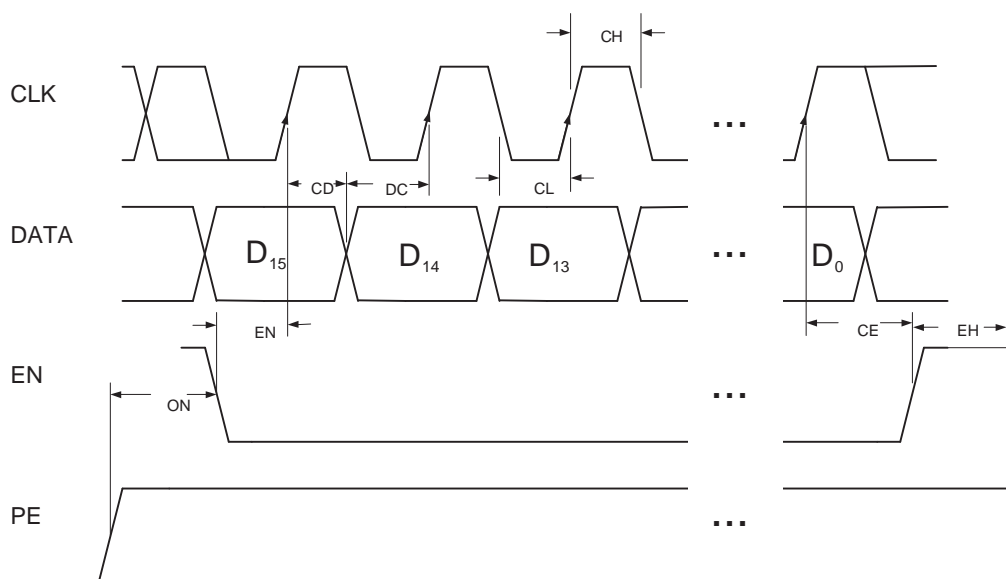 CH
CLK
...
CD
DC
CL
DATA
D15
D14
D13
...
D0
EN
CE
EH
EN
ON
...
PE
...